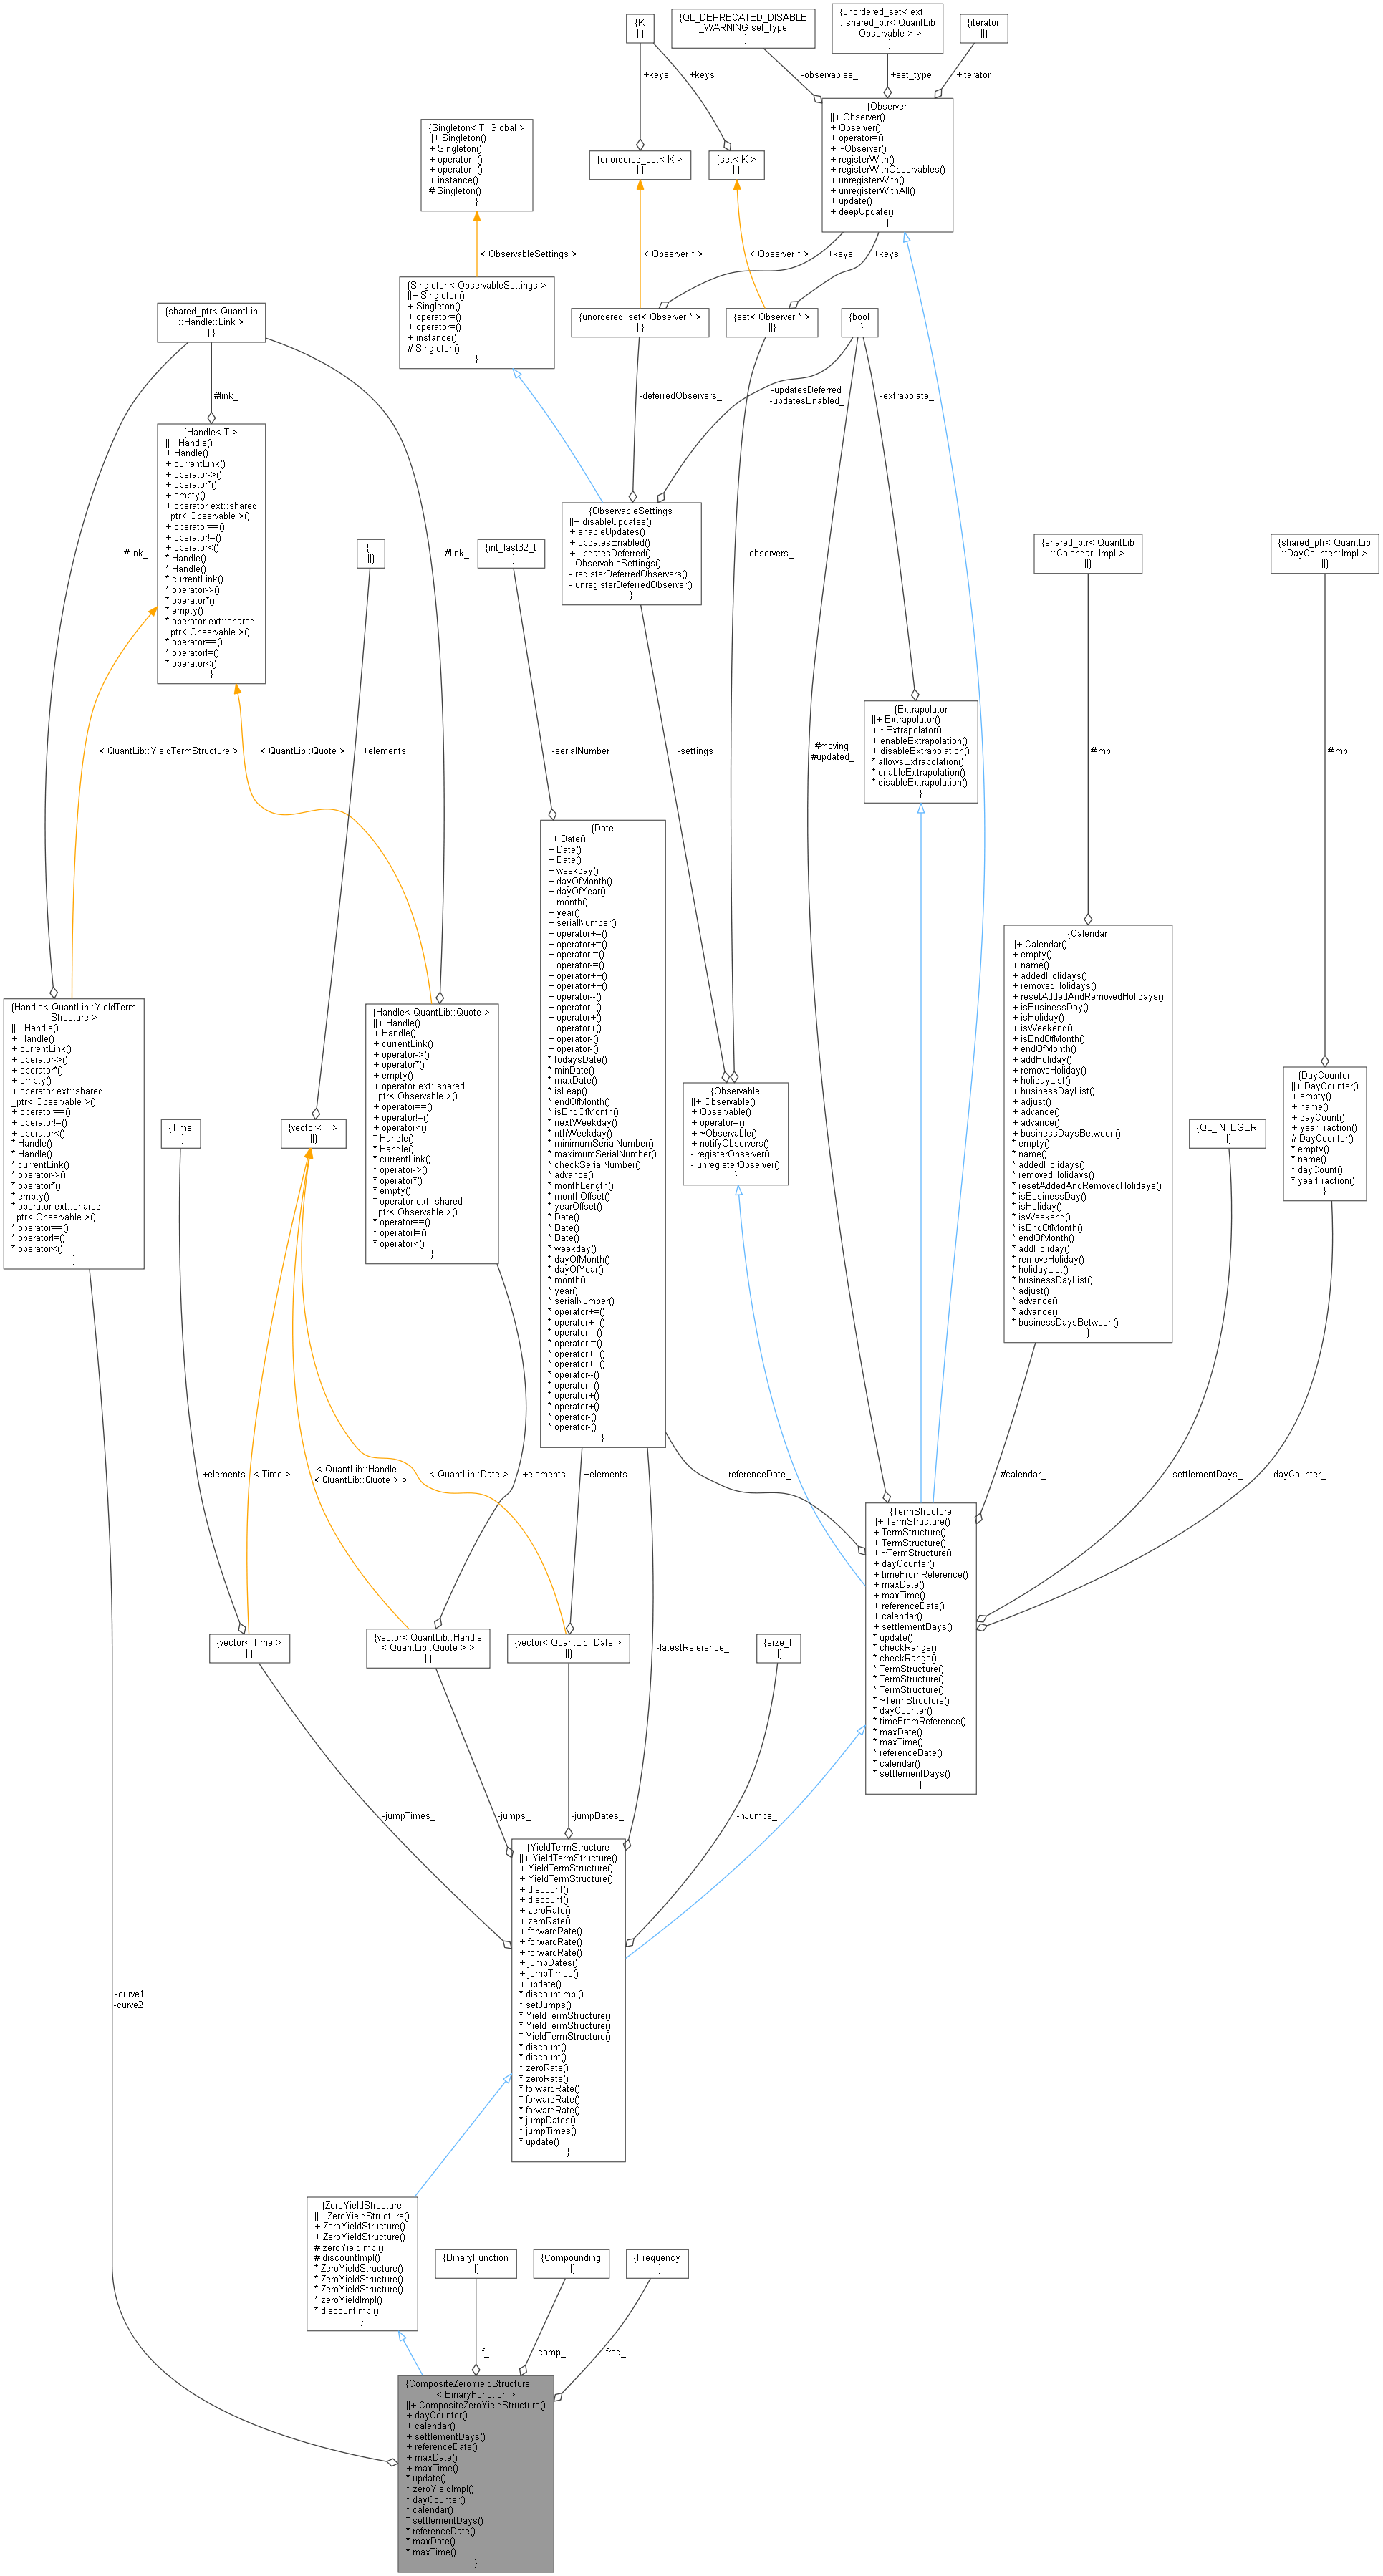 {K
||}
{QL_DEPRECATED_DISABLE
_WARNING set_type
||}
{unordered_set< ext
::shared_ptr< QuantLib
::Observable > >
||}
{iterator
||}
+keys
+keys
-observables_
+set_type
+iterator
{Singleton< T, Global >
||+ Singleton()
+ Singleton()
+ operator=()
+ operator=()
+ instance()
# Singleton()
}
{unordered_set< K >
||}
{set< K >
||}
{Observer
||+ Observer()
+ Observer()
+ operator=()
+ ~Observer()
+ registerWith()
+ registerWithObservables()
+ unregisterWith()
+ unregisterWithAll()
+ update()
+ deepUpdate()
}
< ObservableSettings >
< Observer * >
< Observer * >
+keys
+keys
{Singleton< ObservableSettings >
||+ Singleton()
+ Singleton()
+ operator=()
+ operator=()
+ instance()
# Singleton()
}
{shared_ptr< QuantLib
::Handle::Link >
||}
{unordered_set< Observer * >
||}
{set< Observer * >
||}
{bool
||}
#link_
-deferredObservers_
-updatesDeferred_
-updatesEnabled_
-extrapolate_
{Handle< T >
||+ Handle()
+ Handle()
+ currentLink()
+ operator->()
+ operator*()
+ empty()
+ operator ext::shared
_ptr< Observable >()
+ operator==()
+ operator!=()
+ operator<()
* Handle()
* Handle()
* currentLink()
* operator->()
* operator*()
* empty()
* operator ext::shared
_ptr< Observable >()
* operator==()
* operator!=()
* operator<()
}
#link_
#link_
{T
||}
{int_fast32_t
||}
{ObservableSettings
||+ disableUpdates()
+ enableUpdates()
+ updatesEnabled()
+ updatesDeferred()
- ObservableSettings()
- registerDeferredObservers()
- unregisterDeferredObserver()
}
-observers_
{shared_ptr< QuantLib
::Calendar::Impl >
||}
{shared_ptr< QuantLib
::DayCounter::Impl >
||}
< QuantLib::YieldTermStructure >
< QuantLib::Quote >
+elements
-serialNumber_
-settings_
#moving_
#updated_
{Extrapolator
||+ Extrapolator()
+ ~Extrapolator()
+ enableExtrapolation()
+ disableExtrapolation()
* allowsExtrapolation()
* enableExtrapolation()
* disableExtrapolation()
}
#impl_
#impl_
{Date
||+ Date()
+ Date()
+ Date()
+ weekday()
+ dayOfMonth()
+ dayOfYear()
+ month()
+ year()
+ serialNumber()
+ operator+=()
+ operator+=()
+ operator-=()
+ operator-=()
+ operator++()
+ operator++()
+ operator--()
+ operator--()
+ operator+()
+ operator+()
+ operator-()
+ operator-()
* todaysDate()
* minDate()
* maxDate()
* isLeap()
* endOfMonth()
* isEndOfMonth()
* nextWeekday()
* nthWeekday()
* minimumSerialNumber()
* maximumSerialNumber()
* checkSerialNumber()
* advance()
* monthLength()
* monthOffset()
* yearOffset()
* Date()
* Date()
* Date()
* weekday()
* dayOfMonth()
* dayOfYear()
* month()
* year()
* serialNumber()
* operator+=()
* operator+=()
* operator-=()
* operator-=()
* operator++()
* operator++()
* operator--()
* operator--()
* operator+()
* operator+()
* operator-()
* operator-()
}
{Calendar
||+ Calendar()
+ empty()
+ name()
+ addedHolidays()
+ removedHolidays()
+ resetAddedAndRemovedHolidays()
+ isBusinessDay()
+ isHoliday()
+ isWeekend()
+ isEndOfMonth()
+ endOfMonth()
+ addHoliday()
+ removeHoliday()
+ holidayList()
+ businessDayList()
+ adjust()
+ advance()
+ advance()
+ businessDaysBetween()
* empty()
* name()
* addedHolidays()
* removedHolidays()
* resetAddedAndRemovedHolidays()
* isBusinessDay()
* isHoliday()
* isWeekend()
* isEndOfMonth()
* endOfMonth()
* addHoliday()
* removeHoliday()
* holidayList()
* businessDayList()
* adjust()
* advance()
* advance()
* businessDaysBetween()
}
{Handle< QuantLib::YieldTerm
Structure >
||+ Handle()
+ Handle()
+ currentLink()
+ operator->()
+ operator*()
+ empty()
+ operator ext::shared
_ptr< Observable >()
+ operator==()
+ operator!=()
+ operator<()
* Handle()
* Handle()
* currentLink()
* operator->()
* operator*()
* empty()
* operator ext::shared
_ptr< Observable >()
* operator==()
* operator!=()
* operator<()
}
{Handle< QuantLib::Quote >
||+ Handle()
+ Handle()
+ currentLink()
+ operator->()
+ operator*()
+ empty()
+ operator ext::shared
_ptr< Observable >()
+ operator==()
+ operator!=()
+ operator<()
* Handle()
* Handle()
* currentLink()
* operator->()
* operator*()
* empty()
* operator ext::shared
_ptr< Observable >()
* operator==()
* operator!=()
* operator<()
}
{Observable
||+ Observable()
+ Observable()
+ operator=()
+ ~Observable()
+ notifyObservers()
- registerObserver()
- unregisterObserver()
}
{DayCounter
||+ DayCounter()
+ empty()
+ name()
+ dayCount()
+ yearFraction()
# DayCounter()
* empty()
* name()
* dayCount()
* yearFraction()
}
{Time
||}
{vector< T >
||}
{QL_INTEGER
||}
+elements
< Time >
< QuantLib::Handle
< QuantLib::Quote > >
< QuantLib::Date >
+elements
+elements
-referenceDate_
#calendar_
-settlementDays_
-dayCounter_
{TermStructure
||+ TermStructure()
+ TermStructure()
+ TermStructure()
+ ~TermStructure()
+ dayCounter()
+ timeFromReference()
+ maxDate()
+ maxTime()
+ referenceDate()
+ calendar()
+ settlementDays()
* update()
* checkRange()
* checkRange()
* TermStructure()
* TermStructure()
* TermStructure()
* ~TermStructure()
* dayCounter()
* timeFromReference()
* maxDate()
* maxTime()
* referenceDate()
* calendar()
* settlementDays()
}
{vector< Time >
||}
{vector< QuantLib::Handle
< QuantLib::Quote > >
||}
{vector< QuantLib::Date >
||}
-latestReference_
{size_t
||}
-jumpTimes_
-jumps_
-jumpDates_
-nJumps_
{YieldTermStructure
||+ YieldTermStructure()
+ YieldTermStructure()
+ YieldTermStructure()
+ discount()
+ discount()
+ zeroRate()
+ zeroRate()
+ forwardRate()
+ forwardRate()
+ forwardRate()
+ jumpDates()
+ jumpTimes()
+ update()
* discountImpl()
* setJumps()
* YieldTermStructure()
* YieldTermStructure()
* YieldTermStructure()
* discount()
* discount()
* zeroRate()
* zeroRate()
* forwardRate()
* forwardRate()
* forwardRate()
* jumpDates()
* jumpTimes()
* update()
}
-curve1_
-curve2_
{ZeroYieldStructure
||+ ZeroYieldStructure()
+ ZeroYieldStructure()
+ ZeroYieldStructure()
# zeroYieldImpl()
# discountImpl()
* ZeroYieldStructure()
* ZeroYieldStructure()
* ZeroYieldStructure()
* zeroYieldImpl()
* discountImpl()
}
{BinaryFunction
||}
{Compounding
||}
{Frequency
||}
-f_
-comp_
-freq_
{CompositeZeroYieldStructure
< BinaryFunction >
||+ CompositeZeroYieldStructure()
+ dayCounter()
+ calendar()
+ settlementDays()
+ referenceDate()
+ maxDate()
+ maxTime()
* update()
* zeroYieldImpl()
* dayCounter()
* calendar()
* settlementDays()
* referenceDate()
* maxDate()
* maxTime()
}